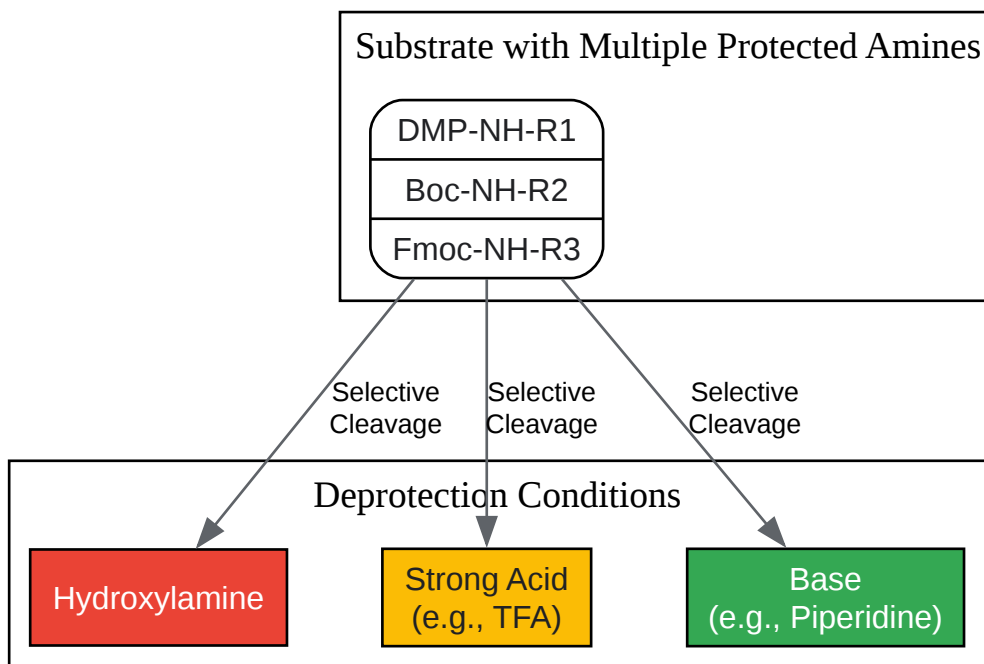 Substrate with Multiple Protected Amines
DMP-NH-R1
Boc-NH-R2
Fmoc-NH-R3
Selective
Cleavage
Selective
Cleavage
Selective
Cleavage
Deprotection Conditions
Hydroxylamine
Strong Acid
(e.g., TFA)
Base
(e.g., Piperidine)